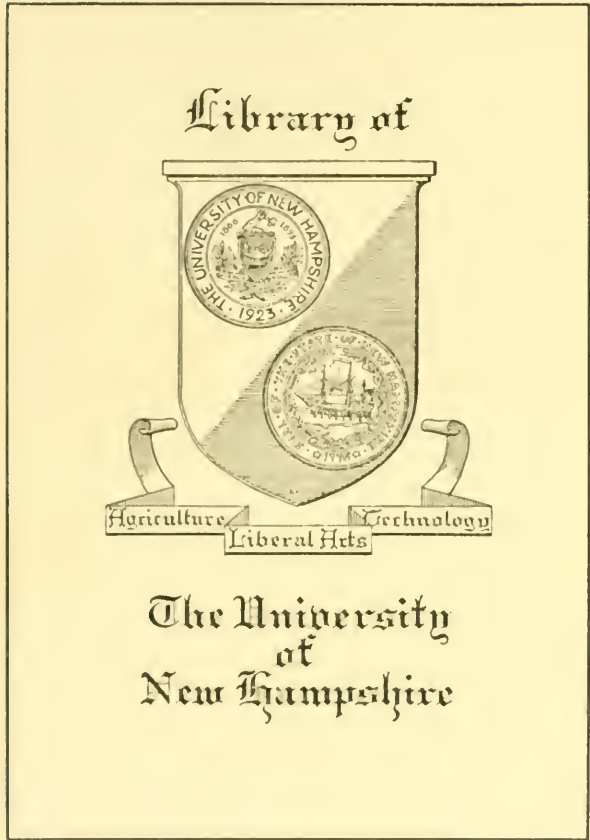 Library of
THE UNIVERSITY OF NEW HAMPSHIRE
1866 1893
· 1923 ·
Agriculture
Liberal Arts
Technology
The University
of
New Hampshire